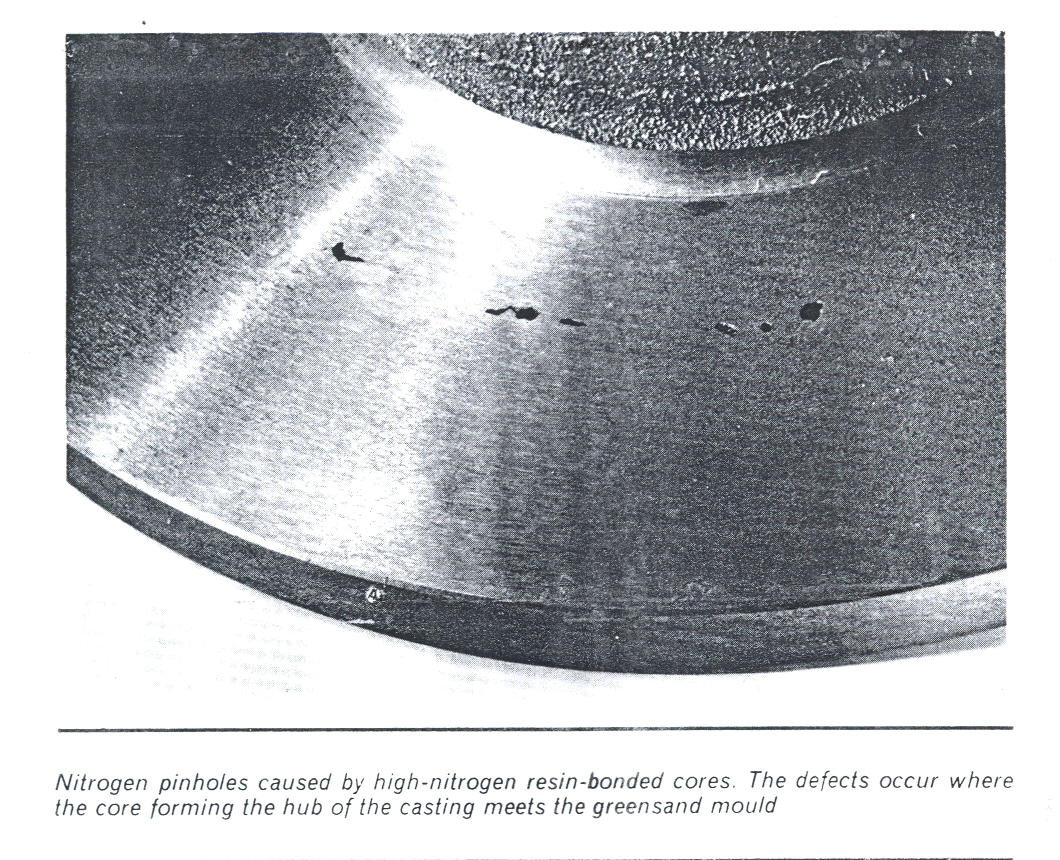 4
Nitrogen pinholes caused by high-nitrogen resin-bonded cores. The defects occur where
the core forming the hub of the casting meets the greensand mould